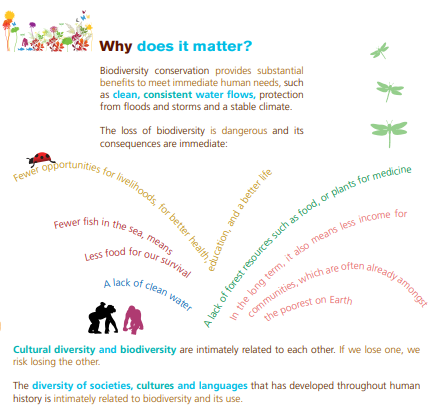 Why does it matter?
Biodiversity conservation provides substantial
benefits to meet immediate human needs, such
as clean, consistent water flows, protection
from floods and storms and a stable climate.
The loss of biodiversity is dangerous and its
consequences are immediate:
Fewer opportunities for livelihoods, for better health, education, and a better life
Fewer fish in the sea, means
Less food for our survival
A lack of clean water
A lack of forest resources such as food, or plants for medicine
In the long term, it also means less income for
communities, which are often already amongst
the poorest on Earth
Cultural diversity and biodiversity are intimately related to each other. If we lose one, we
risk losing the other.
The diversity of societies, cultures and languages that has developed throughout human
history is intimately related to biodiversity and its use.